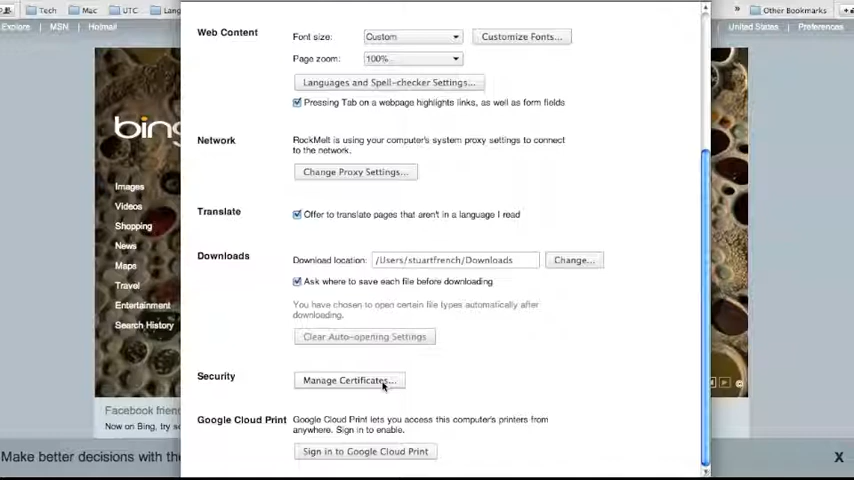 Tech Mac UTC
» Other Bookmarks
Explore MSN Hotmail
United States Preferences
bing
Images
Videos
Shopping
News
Maps
Travel
Entertainment
Search History
Facebook
Now on Bing, try
Make better decisions with the
X
Web Content
Font size: Custom Customize Fonts...
Page zoom: 100%
Languages and Spell-checker Settings...
Pressing Tab on a webpage highlights links, as well as form fields
Network
RockMelt is using your computer's system proxy settings to connect
to the network.
Change Proxy Settings...
Translate
Offer to translate pages that aren't in a language I read
Downloads
Download location: /Users/stuartfrench/Downloads Change...
Ask where to save each file before downloading
You have chosen to open certain file types automatically after
downloading.
Clear Auto-opening Settings
Security
Manage Certificates...
Google Cloud Print
Google Cloud Print lets you access this computer's printers from
anywhere. Sign in to enable.
Sign in to Google Cloud Print